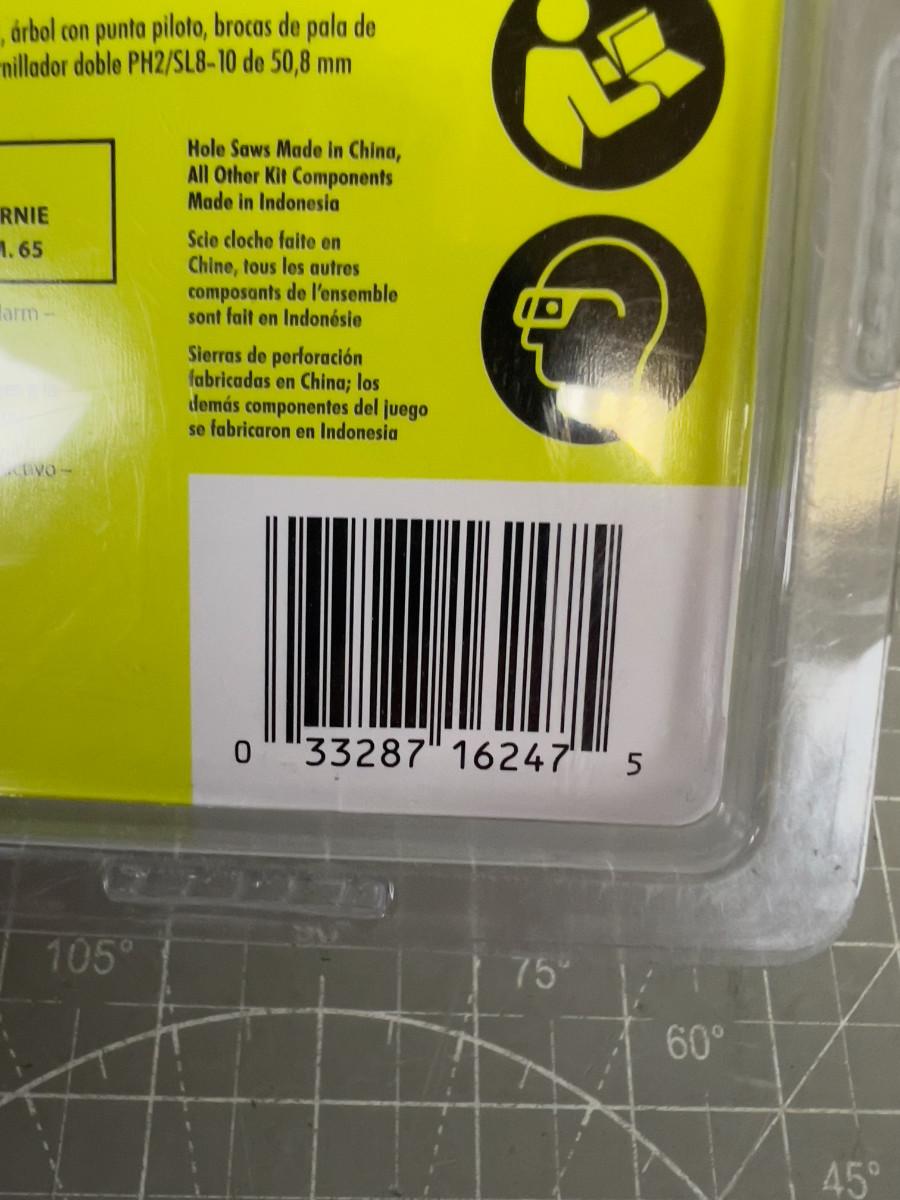 , árbol con punta piloto, brocas de pala de
nillador doble PH2/SL8-10 de 50,8 mm
RNIE
. 65
Hole Saws Made in China,
All Other Kit Components
Made in Indonesia
Scie cloche faite en
Chine, tous les autres
composants de l'ensemble
sont fait en Indonésie
Sierras de perforación
fabricadas en China; los
demás componentes del juego
se fabricaron en Indonesia
arm –
0 33287 16247 5
105°
75°
60°
45°